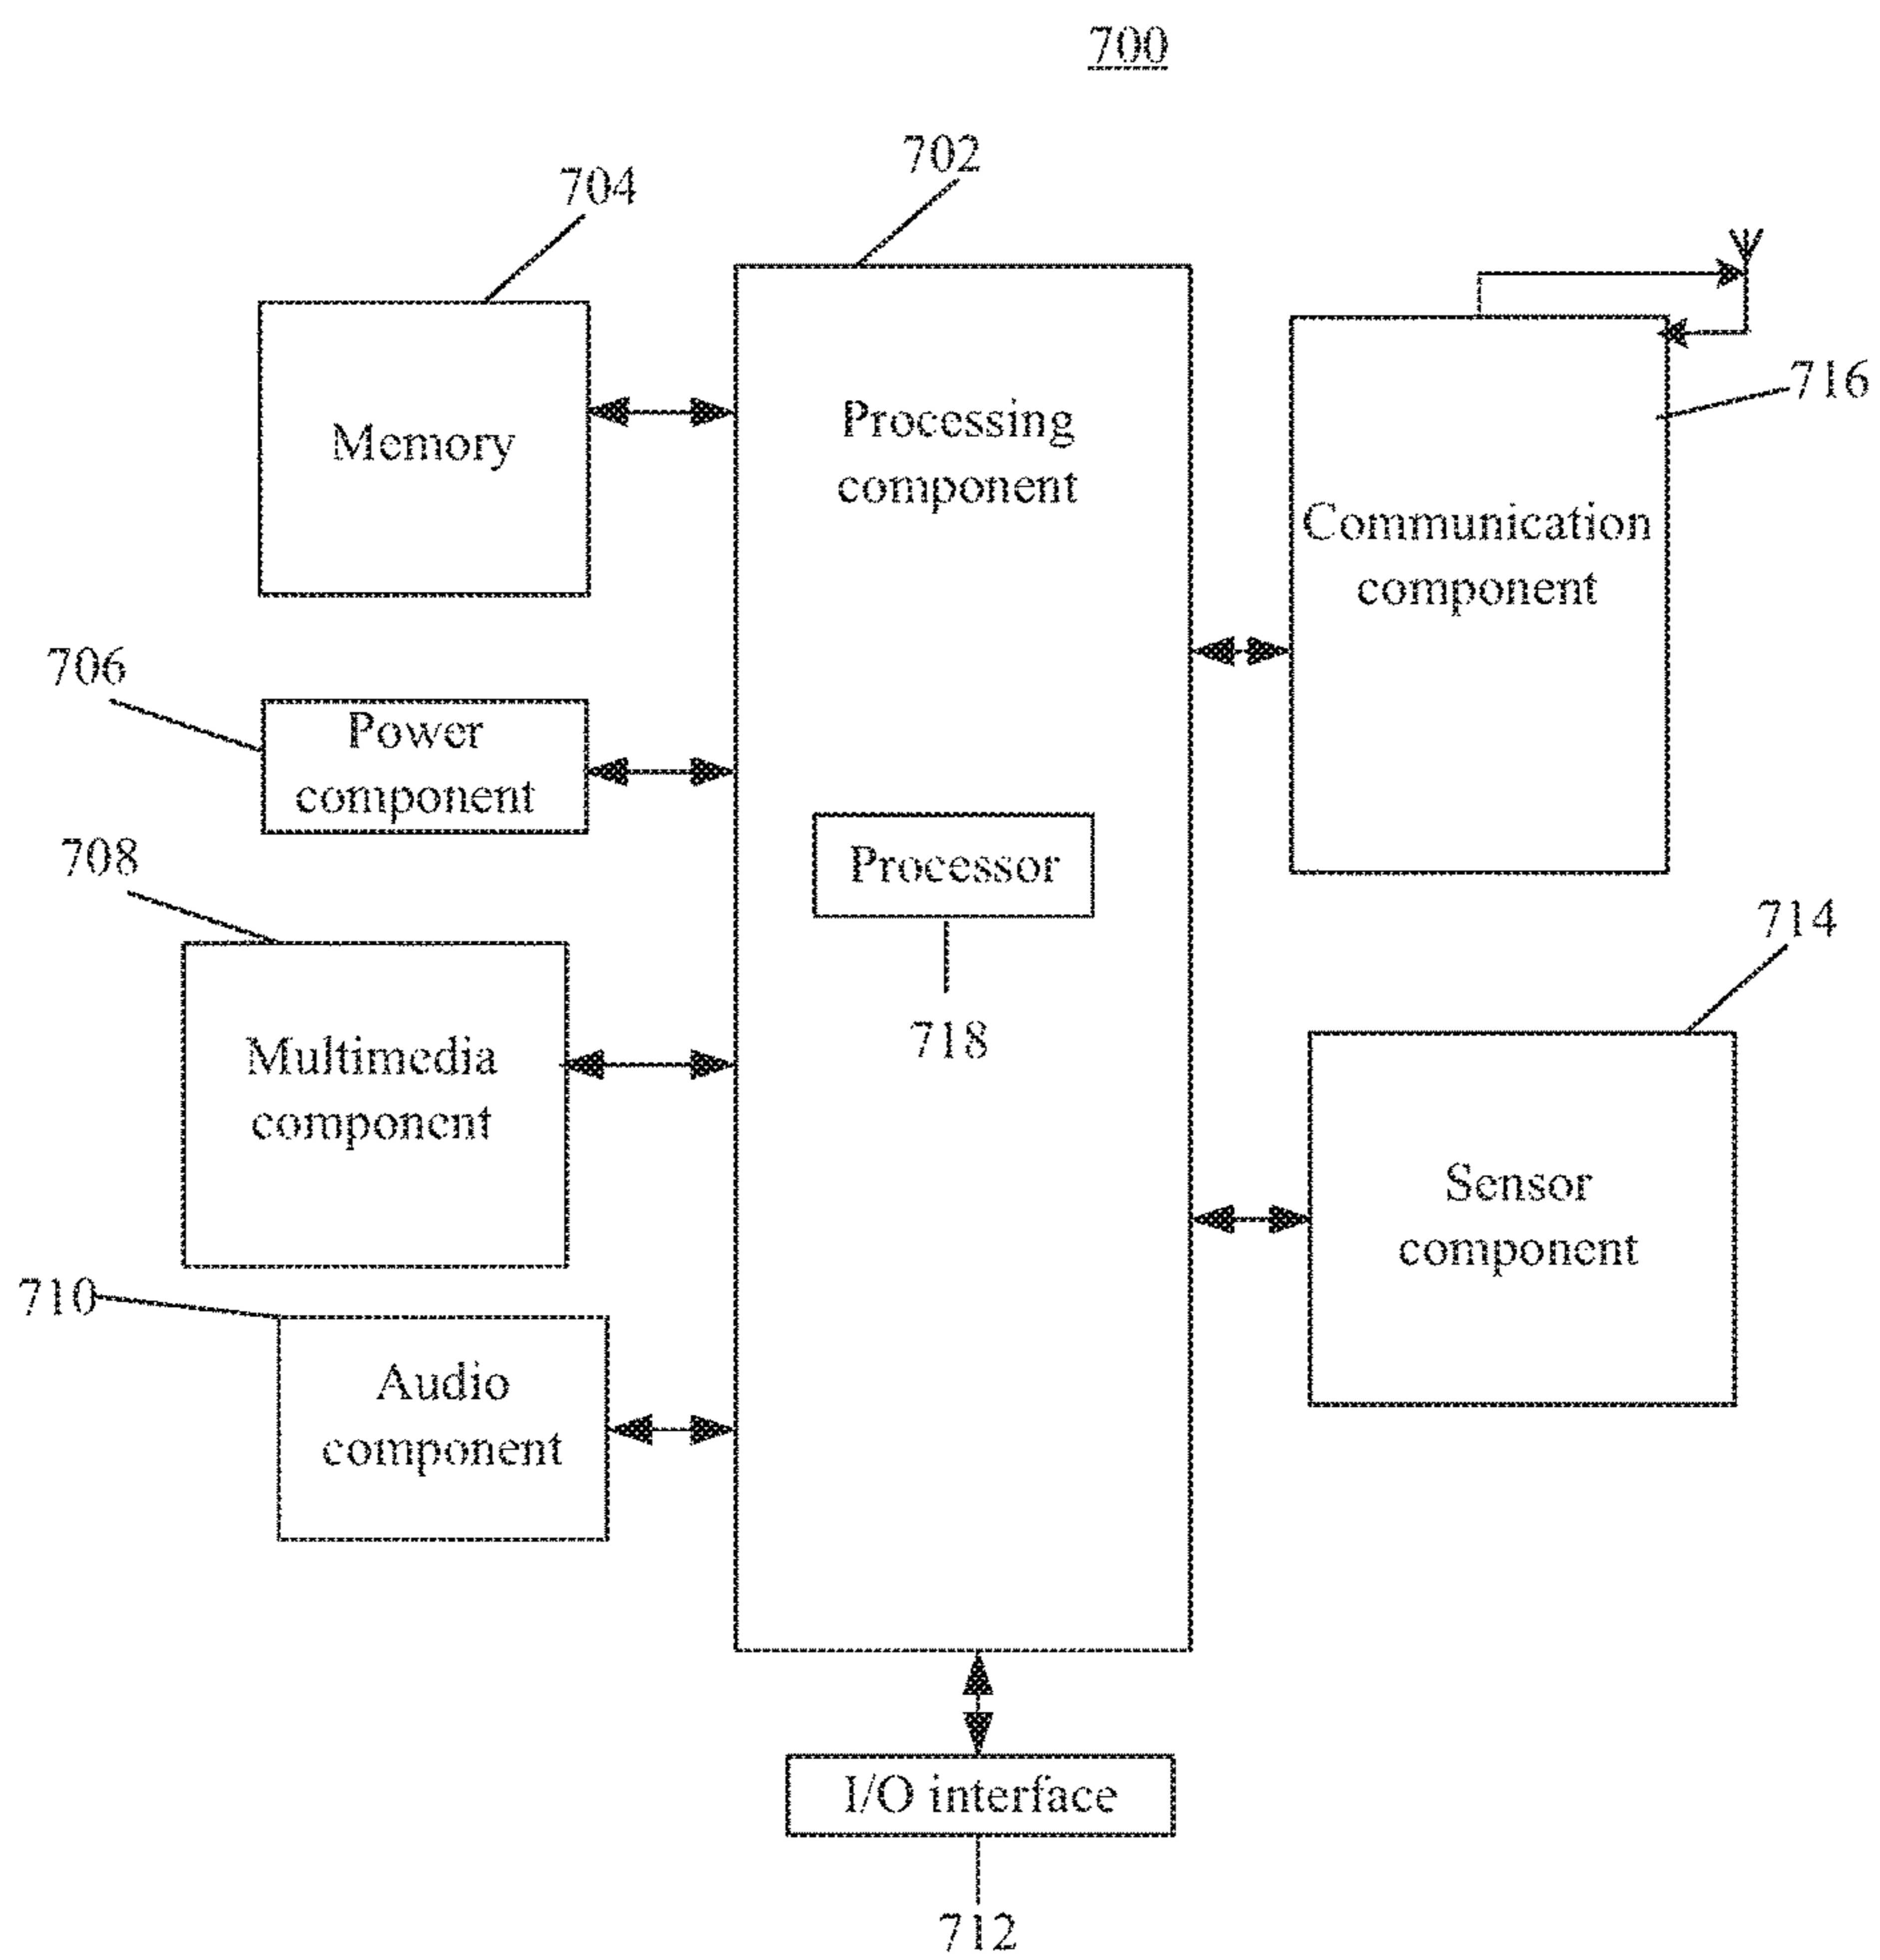 700
702
704
Memory
Processing
component
716
Communication
component
706
Power
component
708
Processor
718
714
Multimedia
component
Sensor
component
710
Audio
component
I/O interface
712